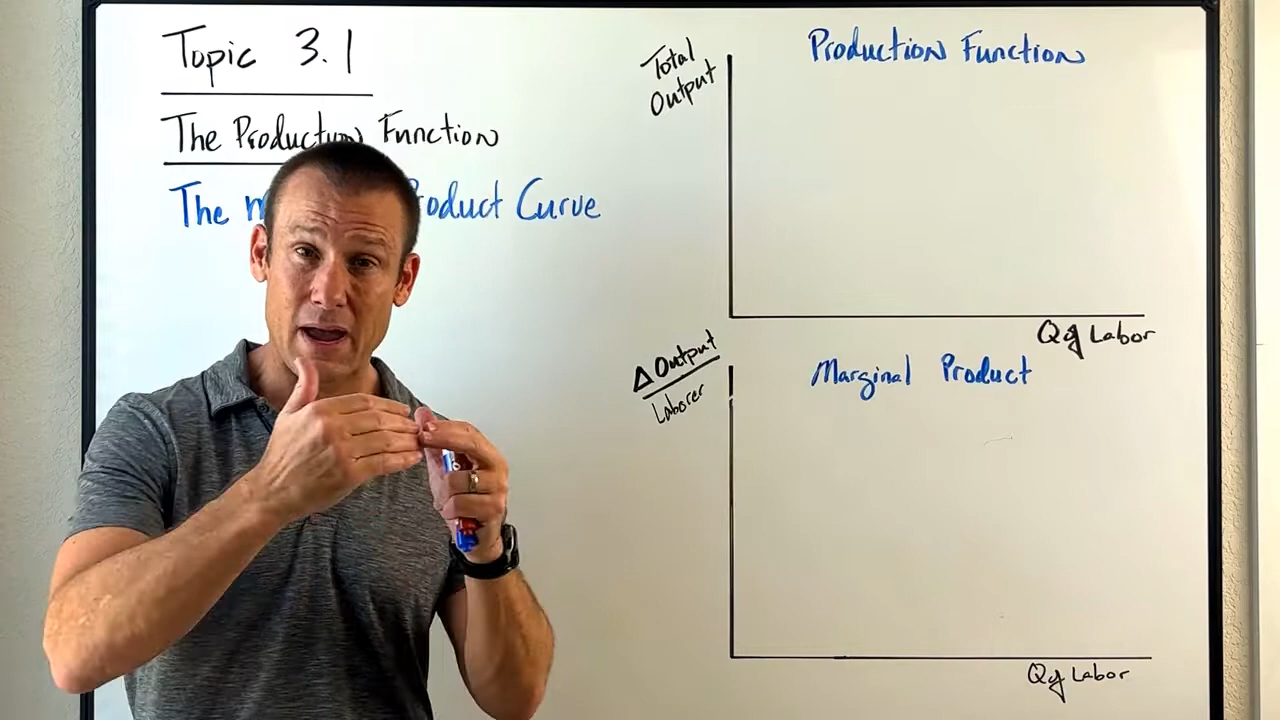 Topic 3.1
The Production Function
The Product Curve
Production Function
Total
Output
Q of Labor
Marginal Product
Δ Output
Laborer
Q of Labor